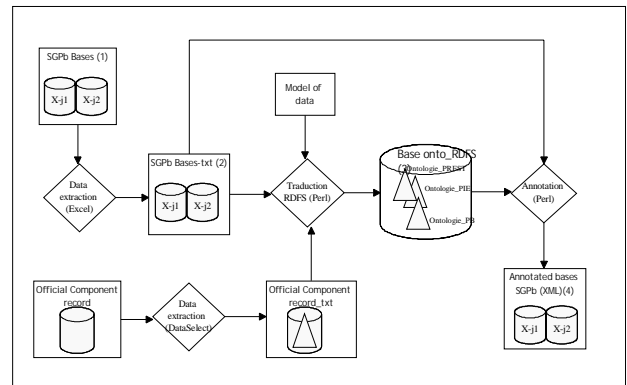 SGPb Bases (1)
X-j1 X-j2
Data
extraction
(Excel)
SGPb Bases-txt (2)
X-j1 X-j2
Model of
data
Traduction
RDFS (Perl)
Base onto_RDFS
(3)
Ontologie_PREST
Ontologie_PIE
Ontologie_PB
Annotation
(Perl)
Official Component
record
Data
extraction
(DataSelect)
Official Component
record_txt
Annotated bases
SGPb (XML)(4)
X-j1 X-j2